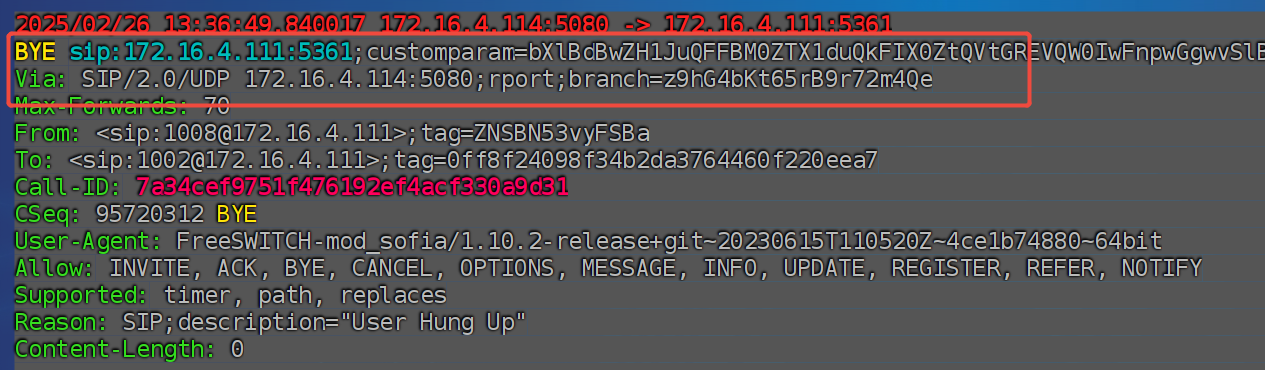 2025/02/26 13:36:49.840017 172.16.4.114:5080 -> 172.16.4.111:5361
BYE sip:172.16.4.111:5361;customparam=bXlBcdBwZH1JuQFFBM0ZTX1duQkFIX0ZtQVtGREVQW0IwFnpwGgwvSlE
Via: SIP/2.0/UDP 172.16.4.114:5080;rport;branch=z9hG4bKt65rB9r72m4Qe
Max-Forwards: 70
From: <sip:1008@172.16.4.111>;tag=ZNSBN53vyFSBa
To: <sip:1002@172.16.4.111>;tag=0ff8f24098f34b2da3764460f220eea7
Call-ID: 7a34cef9751f476192ef4acf330a9d31
CSeq: 95720312 BYE
User-Agent: FreeSWITCH-mod_sofia/1.10.2-release+git~20230615T110520Z~4ce1b74880~64bit
Allow: INVITE, ACK, BYE, CANCEL, OPTIONS, MESSAGE, INFO, UPDATE, REGISTER, REFER, NOTIFY
Supported: timer, path, replaces
Reason: SIP;description="User Hung Up"
Content-Length: 0